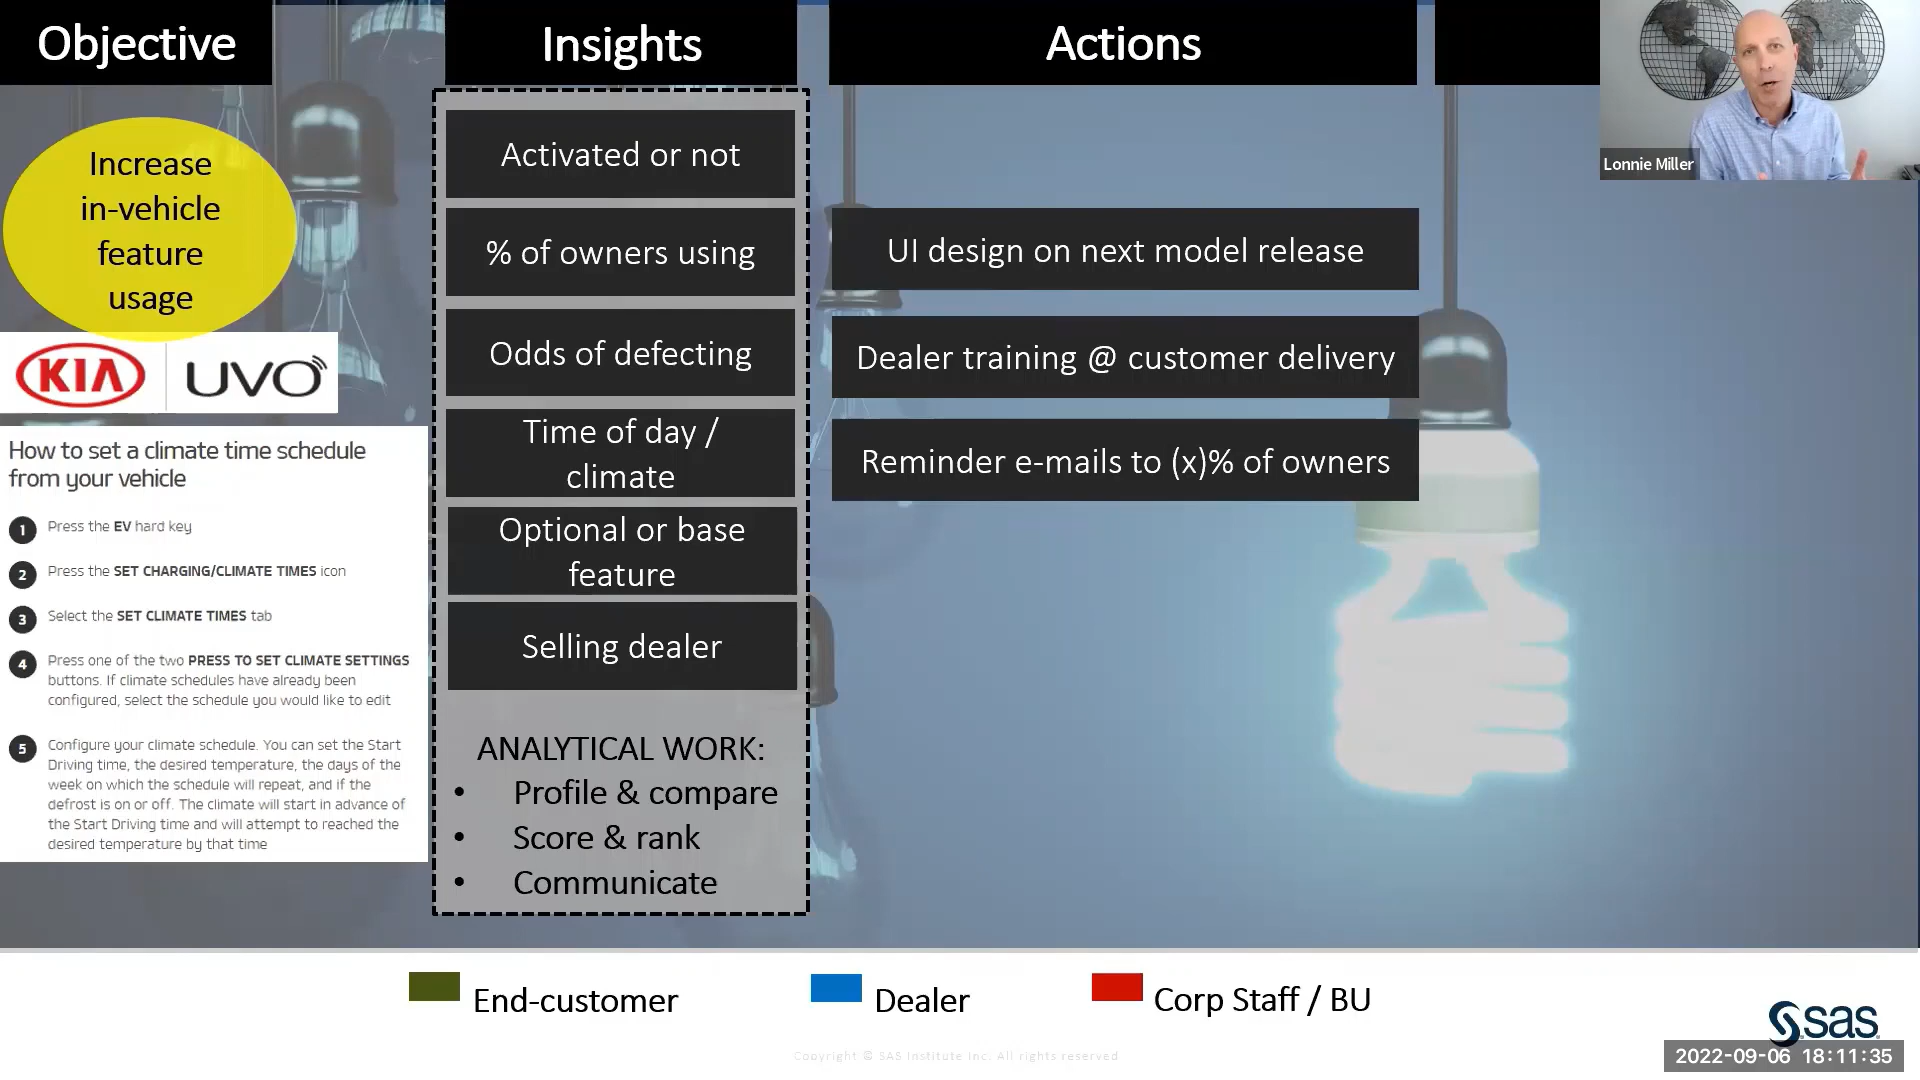 Objective
Insights
Actions
Lonnie Miller
Increase
in-vehicle
feature
usage
KIA
UVO
How to set a climate time schedule
from your vehicle
1 Press the EV hard key
2 Press the SET CHARGING/CLIMATE TIMES icon
3 Select the SET CLIMATE TIMES tab
4 Press one of the two PRESS TO SET CLIMATE SETTINGS
buttons. If climate schedules have already been
configured, select the schedule you would like to edit
5 Configure your climate schedule. You can set the Start
Driving time, the desired temperature, the days of the
week on which the schedule will repeat, and if the
defrost is on or off. The climate will start in advance of
the Start Driving time and will attempt to reached the
desired temperature by that time
Activated or not
% of owners using
Odds of defecting
Time of day /
climate
Optional or base
feature
Selling dealer
ANALYTICAL WORK:
• Profile & compare
• Score & rank
• Communicate
UI design on next model release
Dealer training @ customer delivery
Reminder e-mails to (x)% of owners
End-customer
Dealer
Corp Staff / BU
sas
Copyright © SAS Institute Inc. All rights reserved
2022-09-06 18:11:35